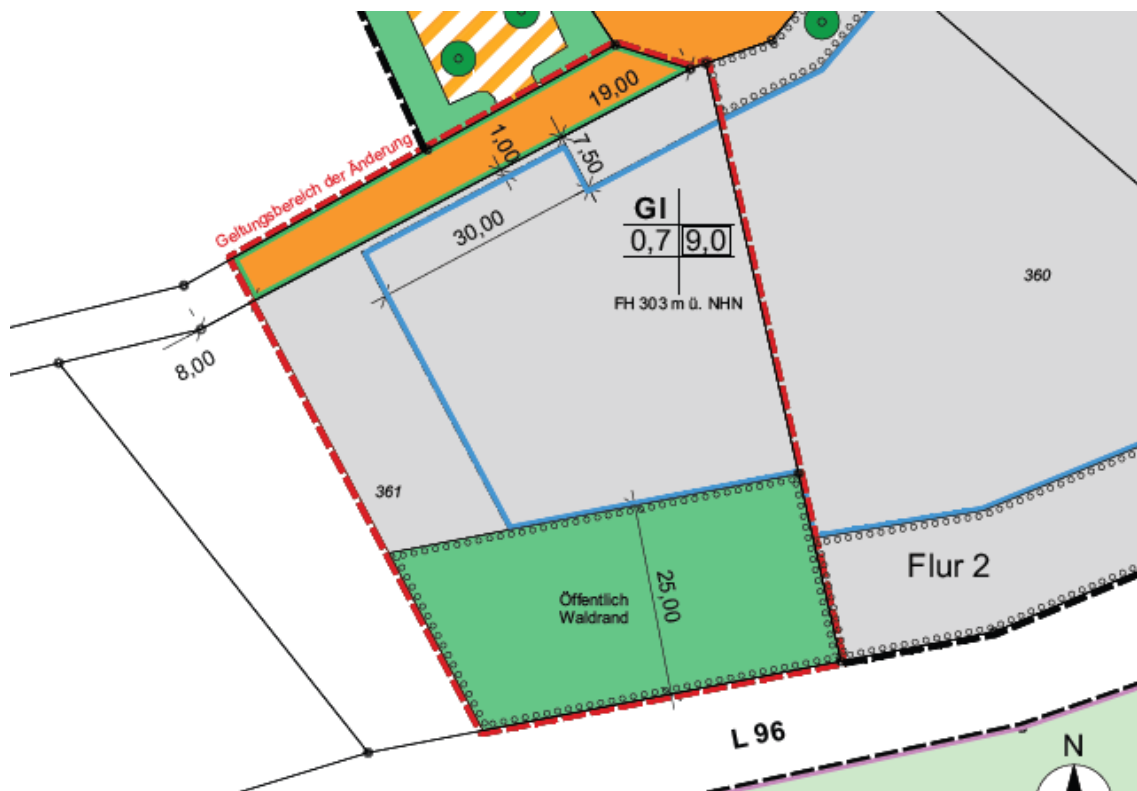 19,00
Geltungsbereich der Änderung
1,00
7,50
30,00
GI
0,7 9,0
FH 303 m ü. NHN
360
8,00
361
Öffentlich
Waldrand
25,00
Flur 2
L 96
N